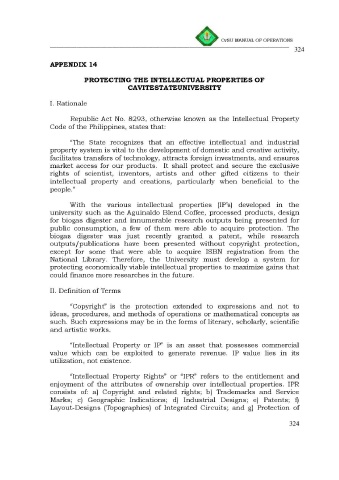 CvSU MANUAL OF OPERATIONS
324
APPENDIX 14
PROTECTING THE INTELLECTUAL PROPERTIES OF
CAVITESTATEUNIVERSITY
I. Rationale
Republic Act No. 8293, otherwise known as the Intellectual Property
Code of the Philippines, states that:
"The State recognizes that an effective intellectual and industrial
property system is vital to the development of domestic and creative activity,
facilitates transfers of technology, attracts foreign investments, and ensures
market access for our products.  It shall protect and secure the exclusive
rights of scientist, inventors, artists and other gifted citizens to their
intellectual property and creations, particularly when beneficial to the
people."
With the various intellectual properties [IP's] developed in the
university such as the Aguinaldo Blend Coffee, processed products, design
for biogas digester and innumerable research outputs being presented for
public consumption, a few of them were able to acquire protection. The
biogas digester was just recently granted a patent, while research
outputs/publications have been presented without copyright protection,
except for some that were able to acquire ISBN registration from the
National Library. Therefore, the University must develop a system for
protecting economically viable intellectual properties to maximize gains that
could finance more researches in the future.
II. Definition of Terms
"Copyright" is the protection extended to expressions and not to
ideas, procedures, and methods of operations or mathematical concepts as
such. Such expressions may be in the forms of literary, scholarly, scientific
and artistic works.
"Intellectual Property or IP" is an asset that possesses commercial
value which can be exploited to generate revenue. IP value lies in its
utilization, not existence.
"Intellectual Property Rights" or "IPR" refers to the entitlement and
enjoyment of the attributes of ownership over intellectual properties. IPR
consists of: a] Copyright and related rights; b] Trademarks and Service
Marks; c) Geographic Indications; d] Industrial Designs; e] Patents; f)
Layout-Designs (Topographies) of Integrated Circuits; and g] Protection of
324